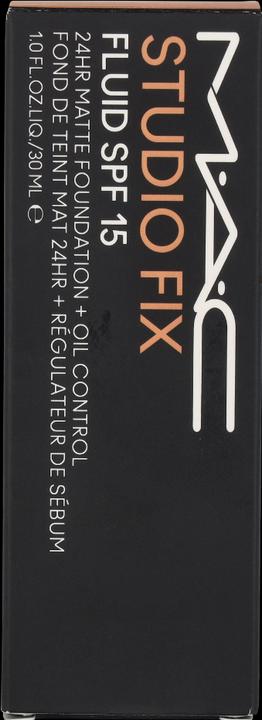 M·A·C
STUDIO FIX
FLUID SPF 15
24HR MATTE FOUNDATION + OIL CONTROL
FOND DE TEINT MAT 24HR + RÉGULATEUR DE SÉBUM
1.0 FL.OZ.LIQ./30 ML ℮